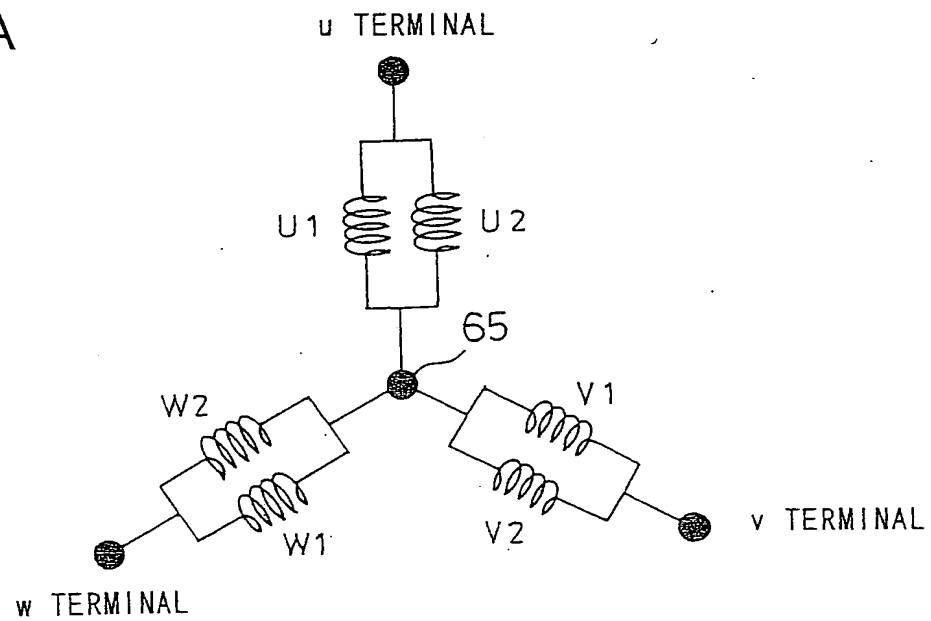 A
u TERMINAL
U1
U2
65
W2
V1
W1
V2
v TERMINAL
w TERMINAL